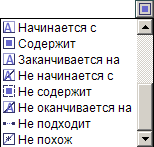 Начинается с
Содержит
Заканчивается на
Не начинается с
Не содержит
Не оканчивается на
Не подходит
Не похож